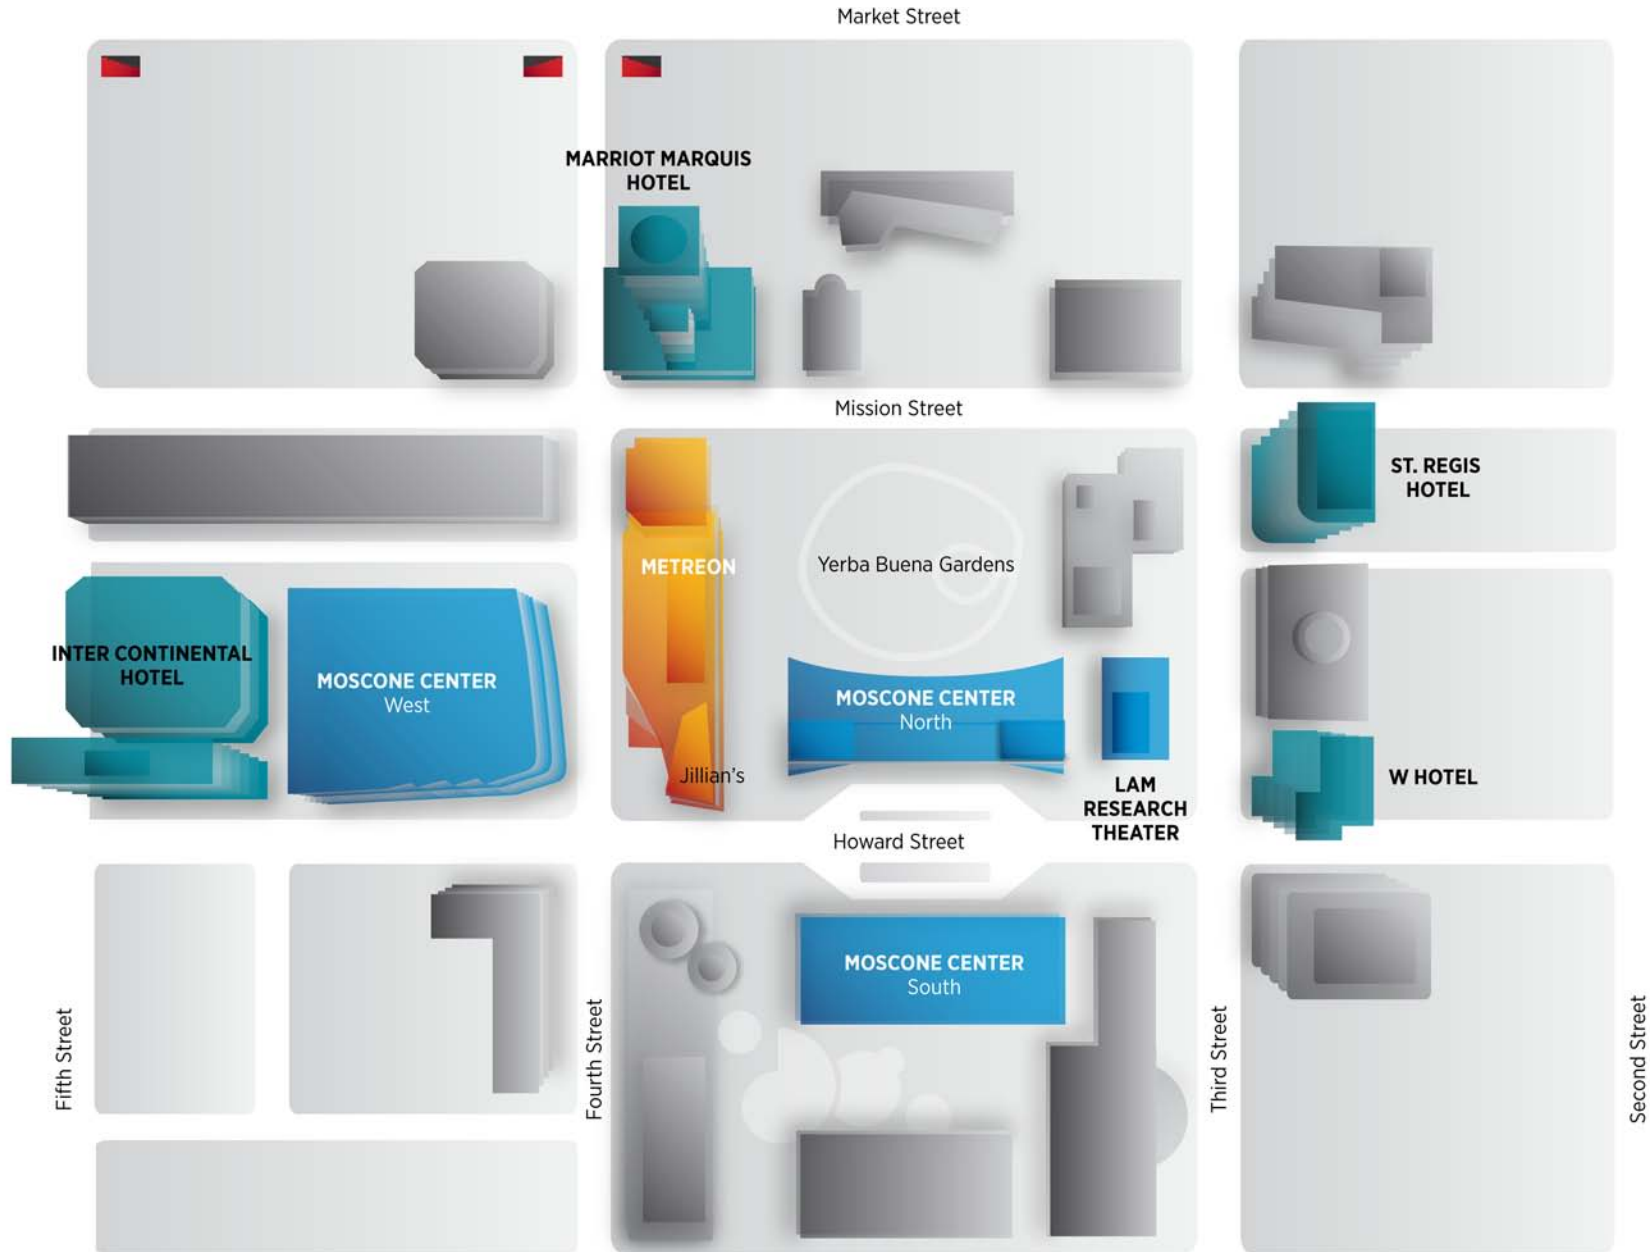 Market Street
MARRIOT MARQUIS
HOTEL
Mission Street
ST. REGIS
HOTEL
METREON
Yerba Buena Gardens
INTER CONTINENTAL
HOTEL
MOSCONE CENTER
West
MOSCONE CENTER
North
Jillian's
LAM
RESEARCH
THEATER
W HOTEL
Howard Street
MOSCONE CENTER
South
Fifth Street
Fourth Street
Third Street
Second Street